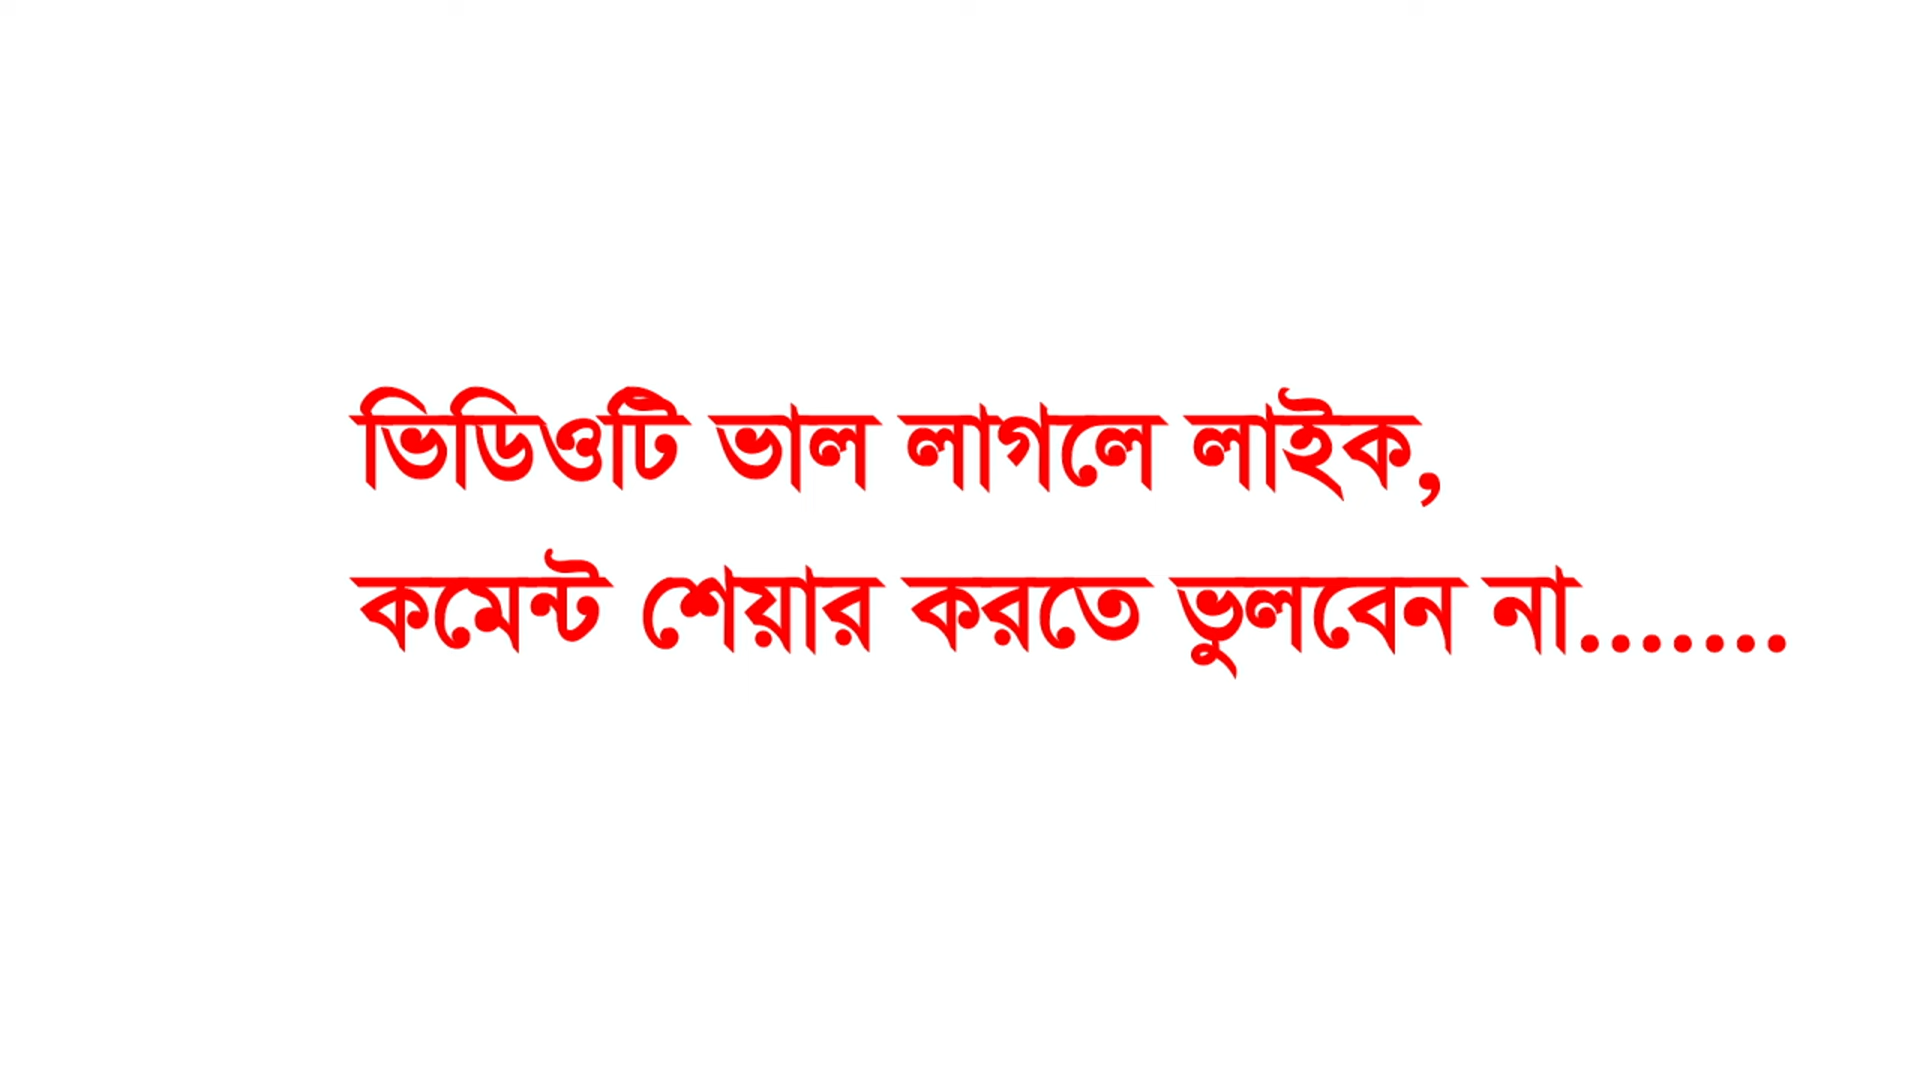 ভিডিওটি ভাল লাগলে লাইক,
কমেন্ট শেয়ার করতে ভুলবেন না.......